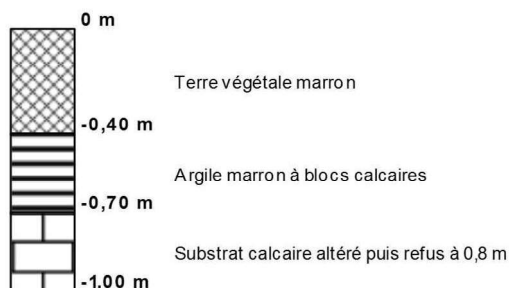 0 m
Terre végétale marron
-0,40 m
Argile marron à blocs calcaires
-0,70 m
Substrat calcaire altéré puis refus à 0,8 m
-1,00 m